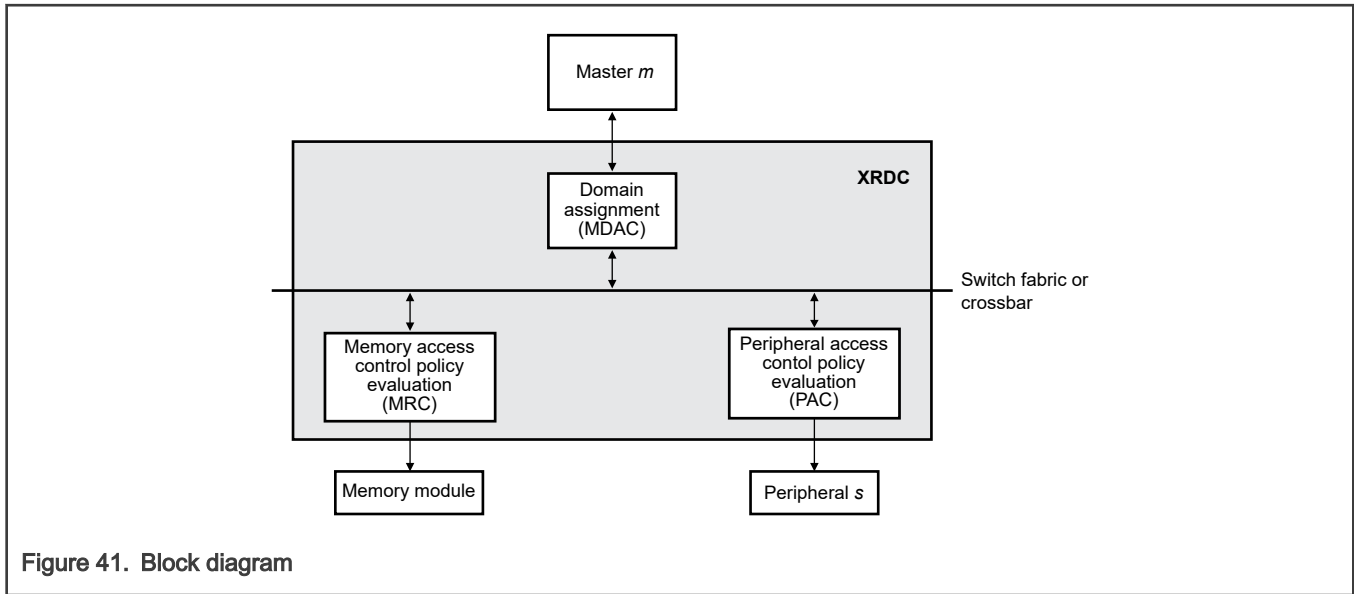 Master m
XRDC
Domain
assignment
(MDAC)
Switch fabric or
crossbar
Memory access
control policy
evaluation
(MRC)
Peripheral access
contol policy
evaluation
(PAC)
Memory module
Peripheral s
Figure 41. Block diagram